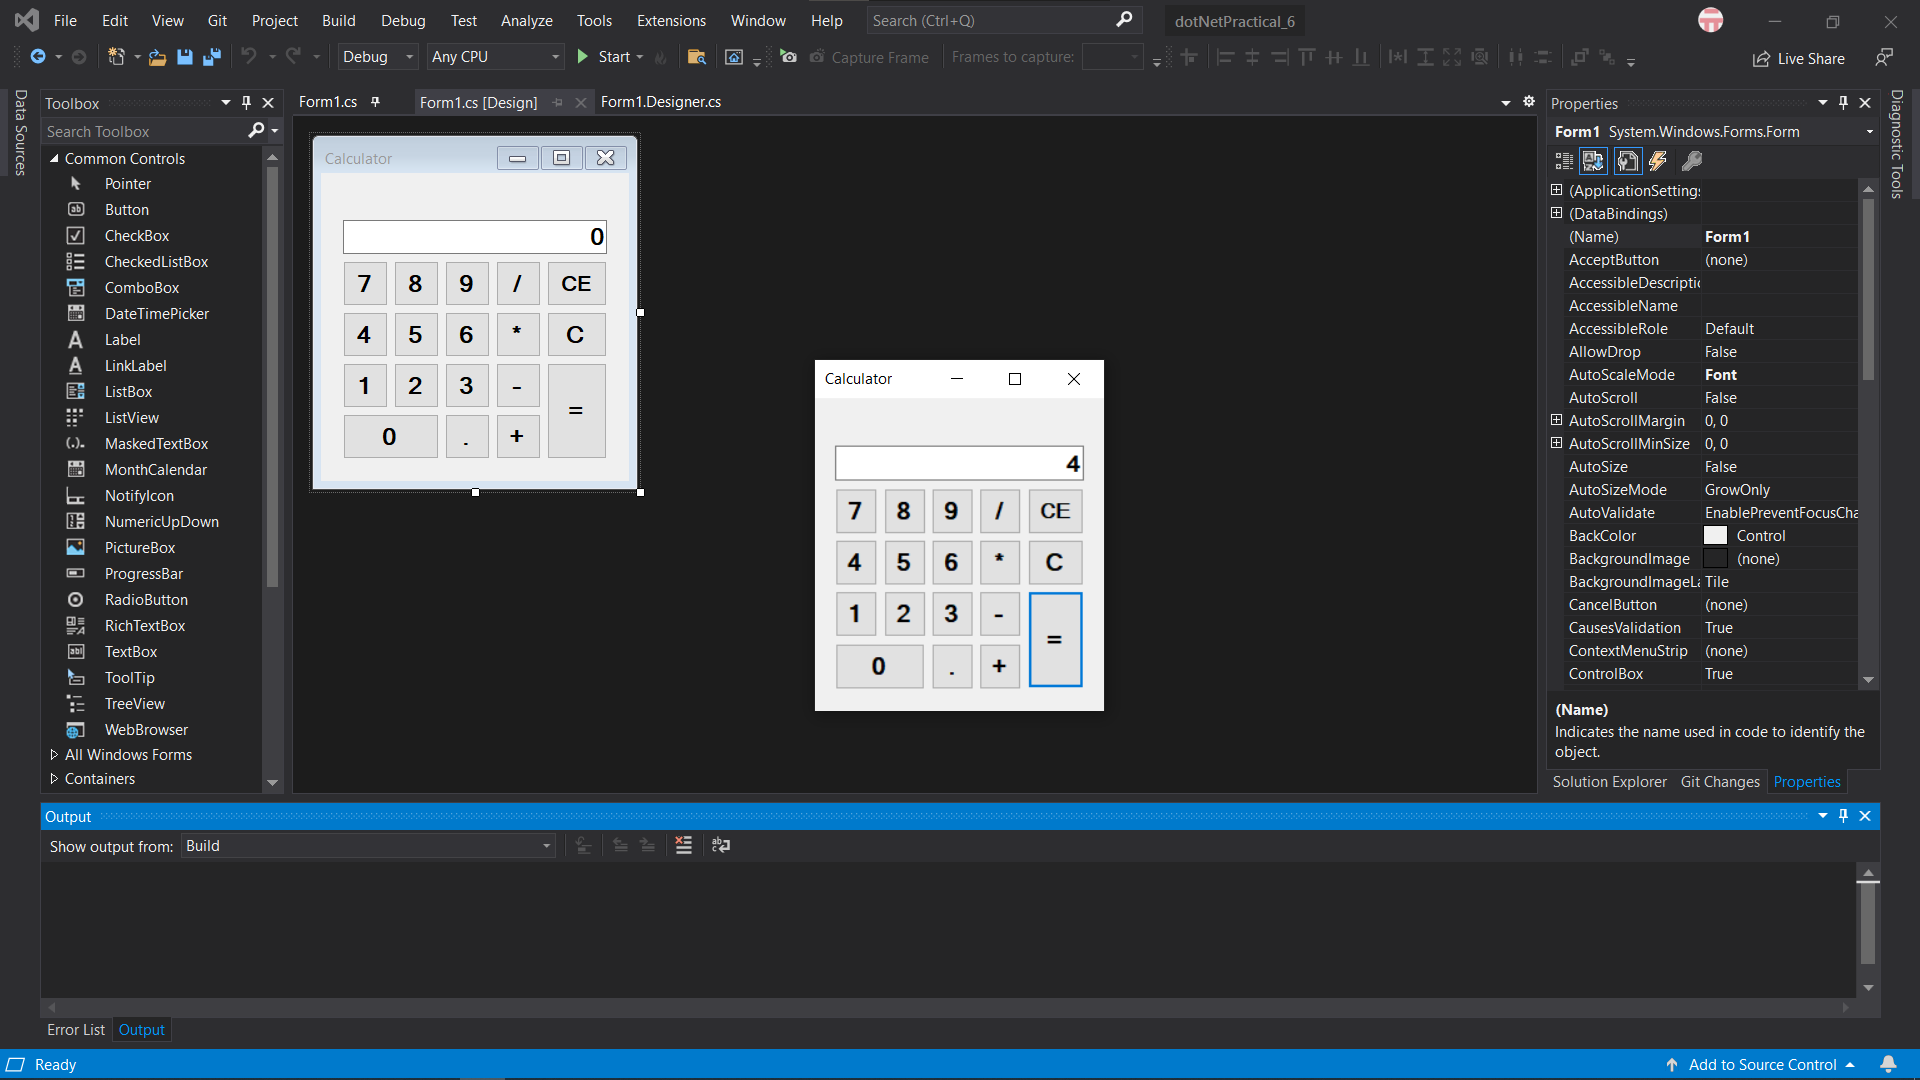 File Edit View Git Project Build Debug Test Analyze Tools Extensions Window Help Search (Ctrl+Q) dotNetPractical_6
Debug Any CPU Start Capture Frame Frames to capture: Live Share
Data Sources
Toolbox
Search Toolbox
Common Controls
Pointer
Button
CheckBox
CheckedListBox
ComboBox
DateTimePicker
Label
LinkLabel
ListBox
ListView
MaskedTextBox
MonthCalendar
NotifyIcon
NumericUpDown
PictureBox
ProgressBar
RadioButton
RichTextBox
TextBox
ToolTip
TreeView
WebBrowser
All Windows Forms
Containers
Form1.cs Form1.cs [Design] Form1.Designer.cs
Calculator
0
7 8 9 / CE
4 5 6 * C
1 2 3 - =
0 . +
Calculator
4
7 8 9 / CE
4 5 6 * C
1 2 3 - =
0 . +
Properties
Form1 System.Windows.Forms.Form
(ApplicationSettings
(DataBindings)
(Name) Form1
AcceptButton (none)
AccessibleDescriptio
AccessibleName
AccessibleRole Default
AllowDrop False
AutoScaleMode Font
AutoScroll False
AutoScrollMargin 0, 0
AutoScrollMinSize 0, 0
AutoSize False
AutoSizeMode GrowOnly
AutoValidate EnablePreventFocusCha
BackColor Control
BackgroundImage (none)
BackgroundImageLa Tile
CancelButton (none)
CausesValidation True
ContextMenuStrip (none)
ControlBox True
(Name)
Indicates the name used in code to identify the
object.
Solution Explorer Git Changes Properties
Diagnostic Tools
Output
Show output from: Build
Error List Output
Ready Add to Source Control